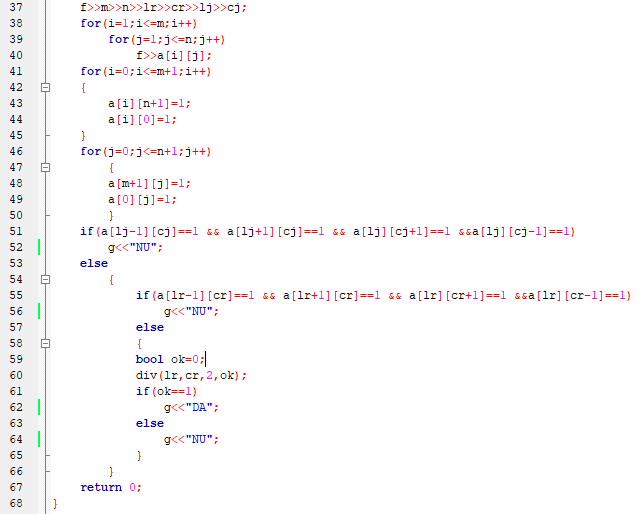 37 f>>m>>n>>lr>>cr>>lj>>cj;
38 for(i=1;i<=m;i++)
39 for(j=1;j<=n;j++)
40 f>>a[i][j];
41 for(i=0;i<=m+1;i++)
42 {
43 a[i][n+1]=1;
44 a[i][0]=1;
45 }
46 for(j=0;j<=n+1;j++)
47 {
48 a[m+1][j]=1;
49 a[0][j]=1;
50 }
51 if(a[lj-1][cj]==1 && a[lj+1][cj]==1 && a[lj][cj+1]==1 &&a[lj][cj-1]==1)
52 g<<"NU";
53 else
54 {
55 if(a[lr-1][cr]==1 && a[lr+1][cr]==1 && a[lr][cr+1]==1 &&a[lr][cr-1]==1)
56 g<<"NU";
57 else
58 {
59 bool ok=0;
60 div(lr,cr,2,ok);
61 if(ok==1)
62 g<<"DA";
63 else
64 g<<"NU";
65 }
66 }
67 return 0;
68 }